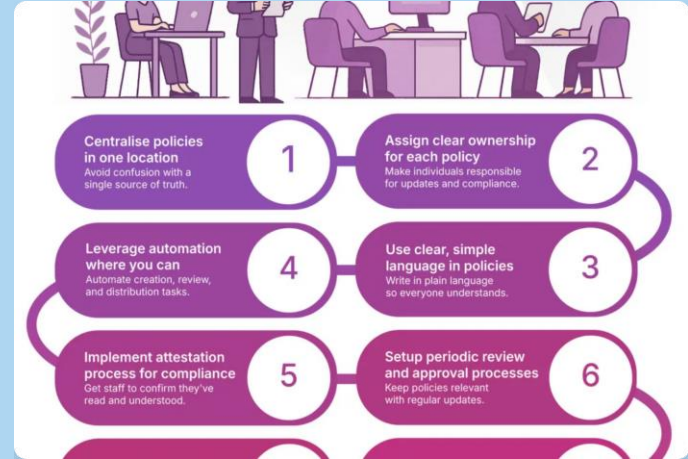 Centralise policies
in one location
Avoid confusion with a
single source of truth.
1
Assign clear ownership
for each policy
Make individuals responsible
for updates and compliance.
2
Use clear, simple
language in policies
Write in plain language
so everyone understands.
3
Leverage automation
where you can
Automate creation, review,
and distribution tasks.
4
Implement attestation
process for compliance
Get staff to confirm they've
read and understood.
5
Setup periodic review
and approval processes
Keep policies relevant
with regular updates.
6